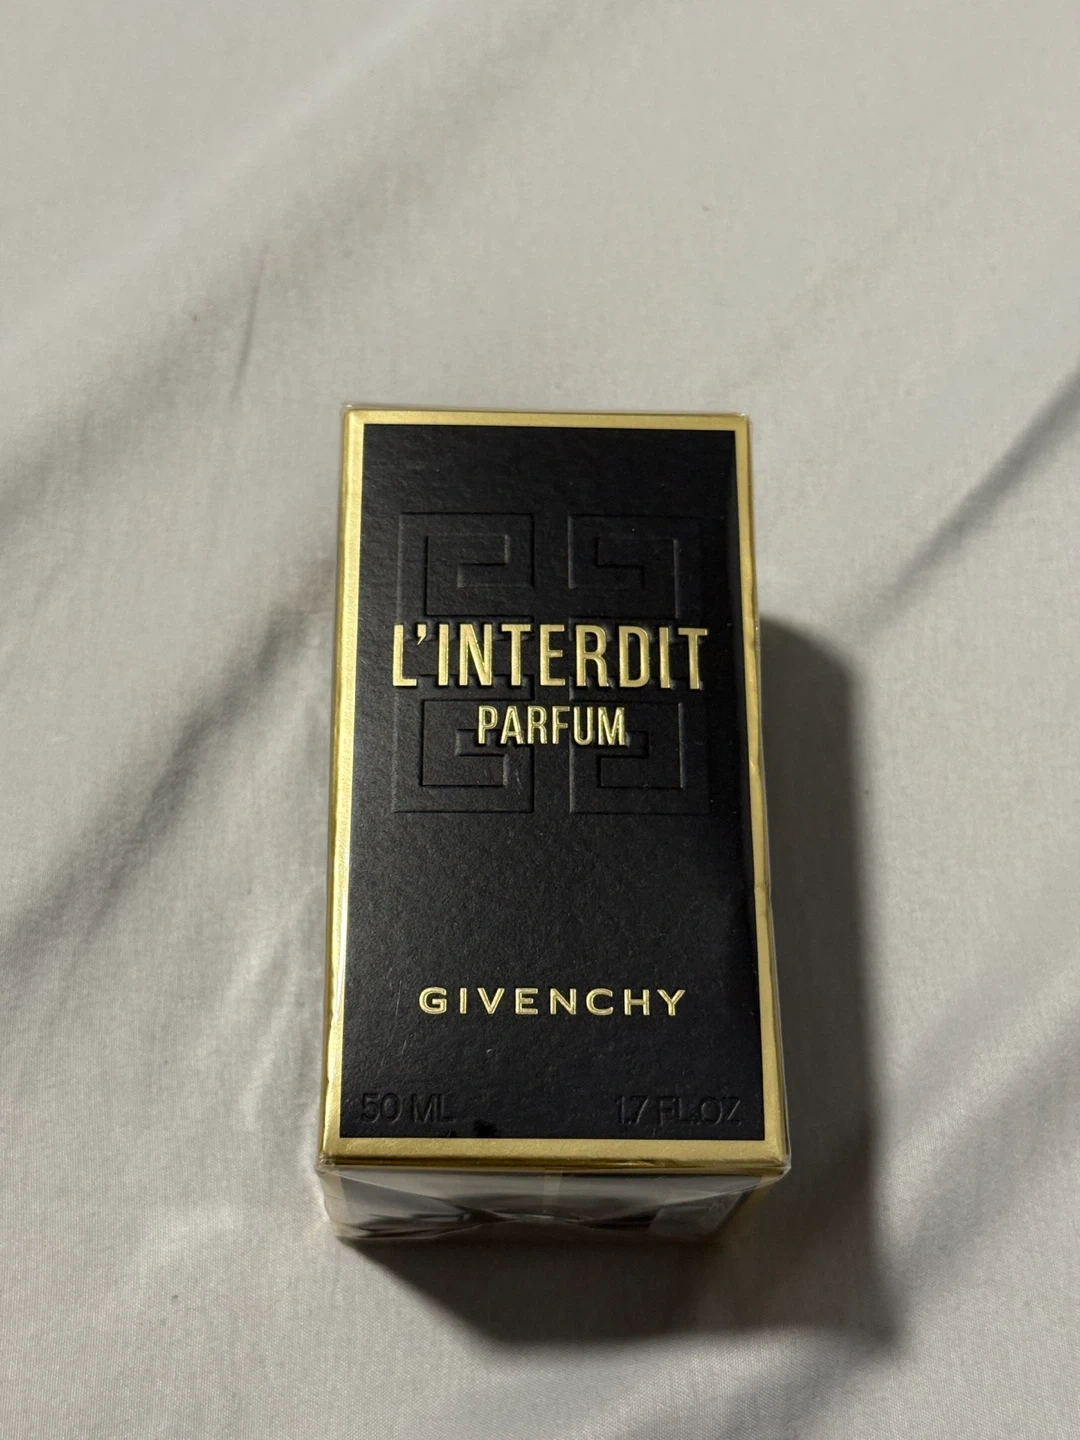 L'INTERDIT
PARFUM
GIVENCHY
50 ML 1.7 FL.OZ